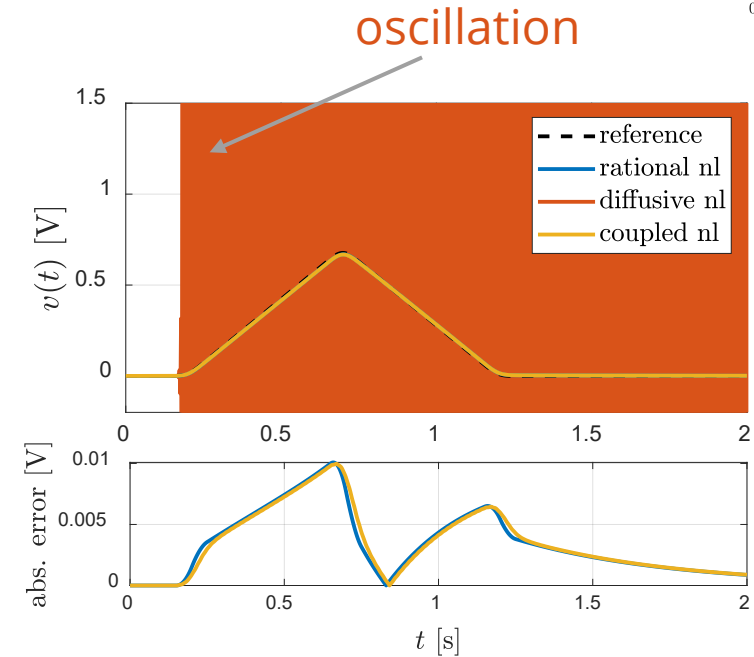 oscillation
0
1.5
1
0.5
0
v(t) [V]
reference
rational nl
diffusive nl
coupled nl
0 0.5 1 1.5 2
0.01
0.005
0
abs. error [V]
0 0.5 1 1.5 2
t [s]